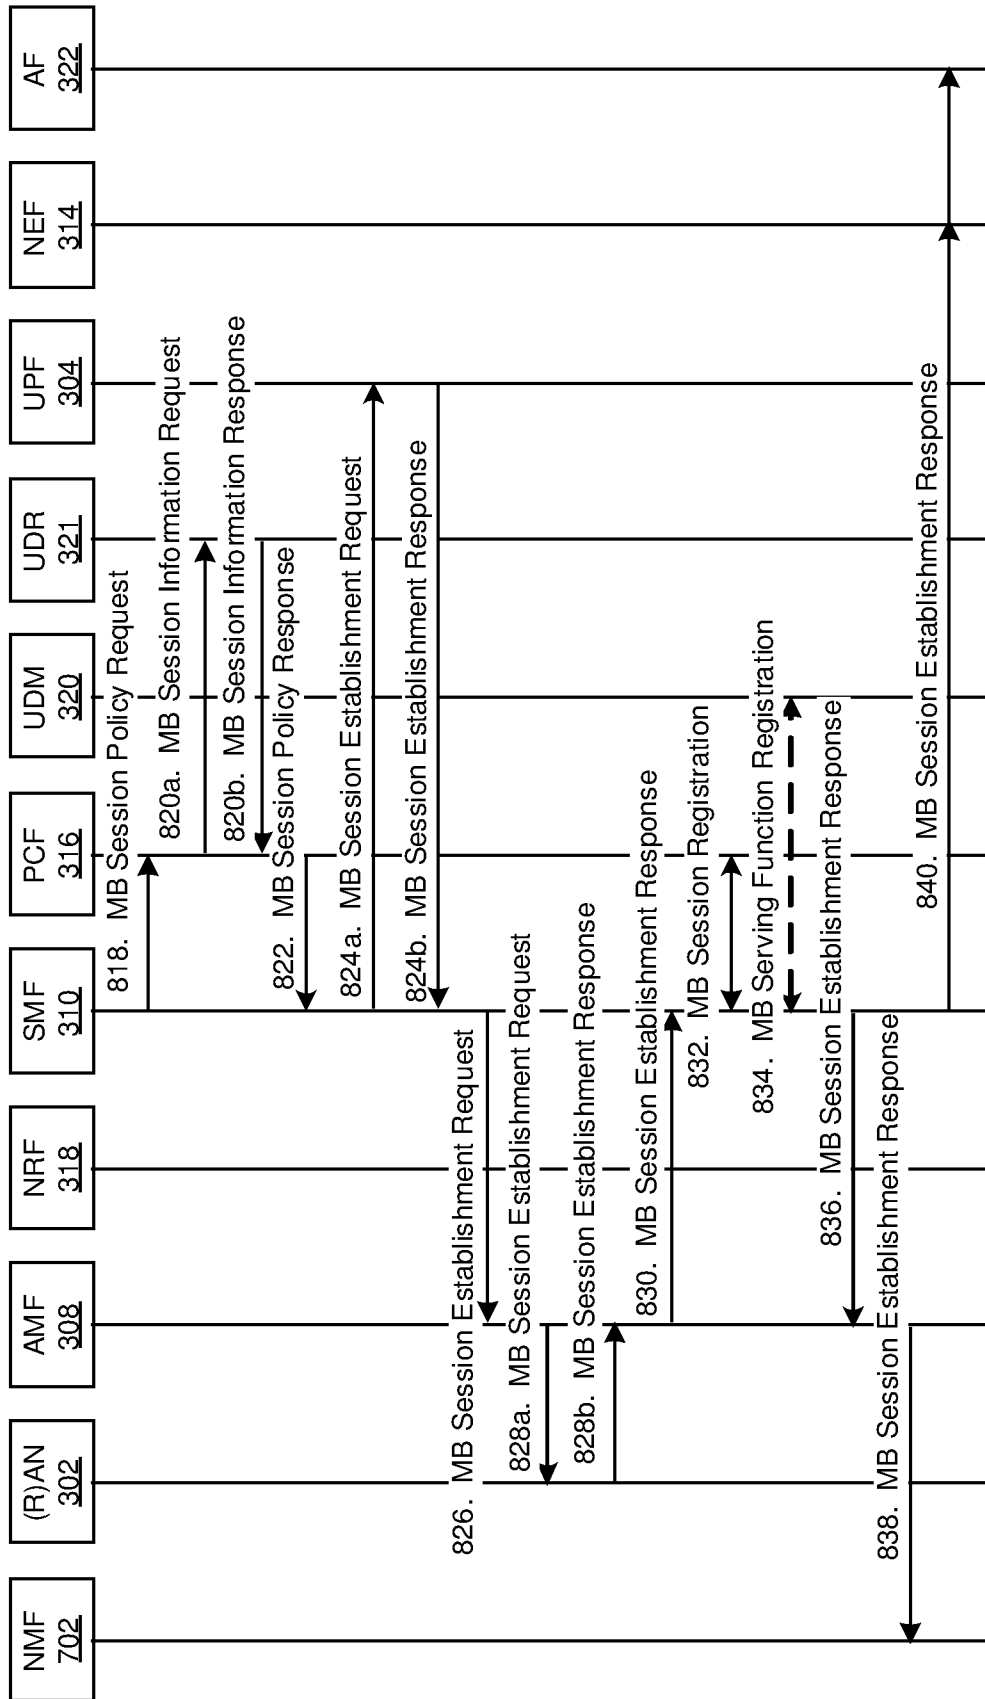 NMF
702
(R)AN
302
AMF
308
NRF
318
SMF
310
PCF
316
UDM
320
UDR
321
UPF
304
NEF
314
AF
322
818. MB Session Policy Request
820a. MB Session Information Request
820b. MB Session Information Response
822. MB Session Policy Response
824a. MB Session Establishment Request
824b. MB Session Establishment Response
826. MB Session Establishment Request
828a. MB Session Establishment Request
828b. MB Session Establishment Response
830. MB Session Establishment Response
832. MB Session Registration
834. MB Serving Function Registration
836. MB Session Establishment Response
838. MB Session Establishment Response
840. MB Session Establishment Response